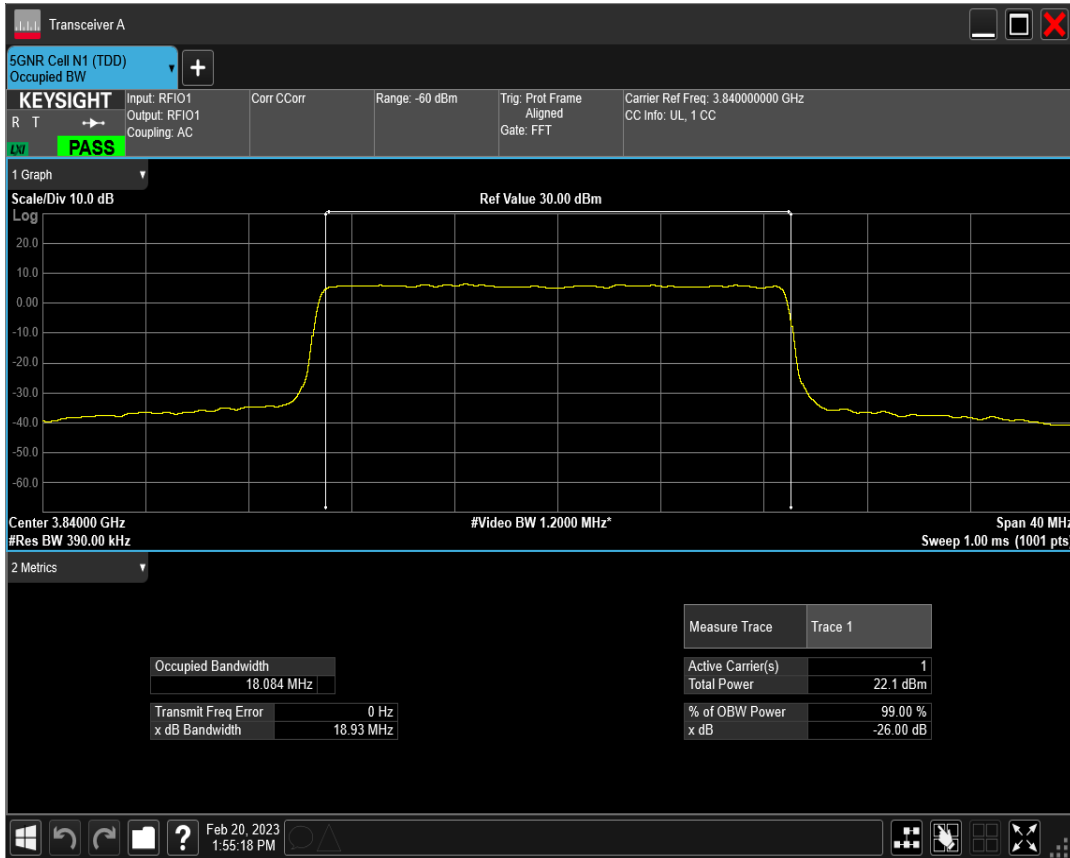 Transceiver A
5GNR Cell N1 (TDD)
Occupied BW
+
KEYSIGHT
R T
LXI
PASS
Input: RFIO1
Output: RFIO1
Coupling: AC
Corr CCorr
Range: -60 dBm
Trig: Prot Frame
Aligned
Gate: FFT
Carrier Ref Freq: 3.840000000 GHz
CC Info: UL, 1 CC
1 Graph
Scale/Div 10.0 dB
Ref Value 30.00 dBm
Log
20.0
10.0
0.00
-10.0
-20.0
-30.0
-40.0
-50.0
-60.0
Center 3.84000 GHz
#Video BW 1.2000 MHz*
Span 40 MHz
#Res BW 390.00 kHz
Sweep 1.00 ms (1001 pts)
2 Metrics
Measure Trace Trace 1
Occupied Bandwidth
18.084 MHz
Active Carrier(s) 1
Total Power 22.1 dBm
Transmit Freq Error 0 Hz
x dB Bandwidth 18.93 MHz
% of OBW Power 99.00 %
x dB -26.00 dB
?
Feb 20, 2023
1:55:18 PM